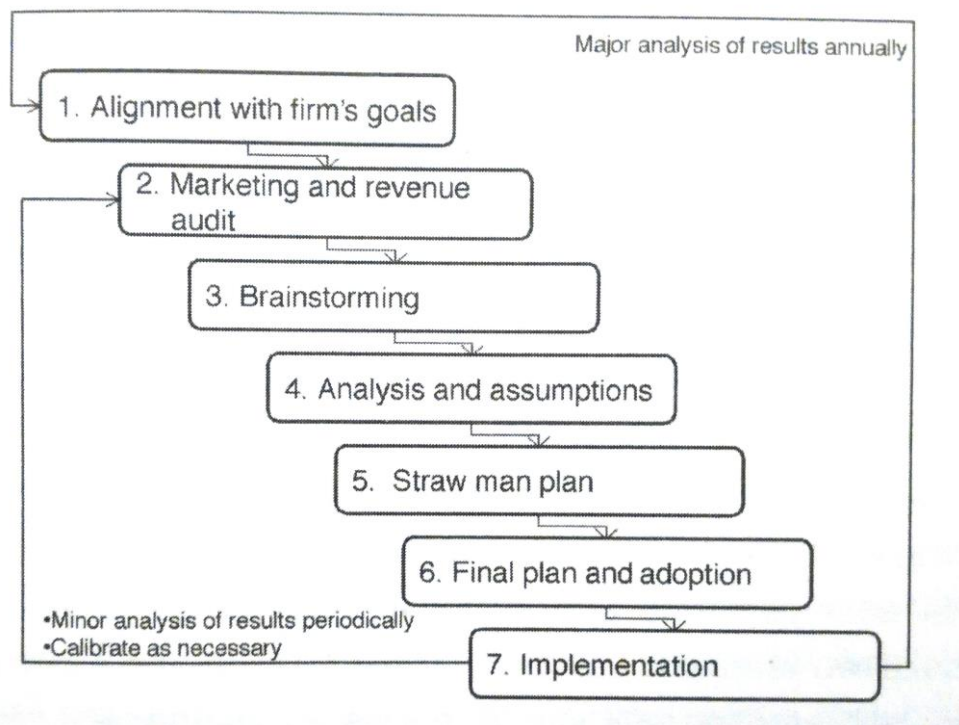 Major analysis of results annually
1. Alignment with firm's goals
2. Marketing and revenue
audit
3. Brainstorming
4. Analysis and assumptions
5. Straw man plan
6. Final plan and adoption
•Minor analysis of results periodically
•Calibrate as necessary
7. Implementation